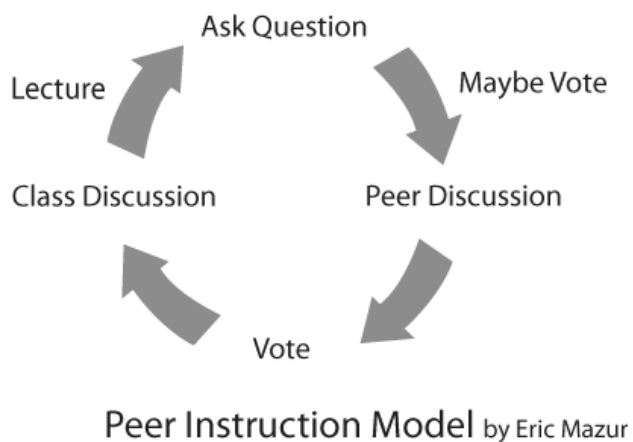 Ask Question
Lecture
Maybe Vote
Class Discussion
Peer Discussion
Vote
Peer Instruction Model by Eric Mazur